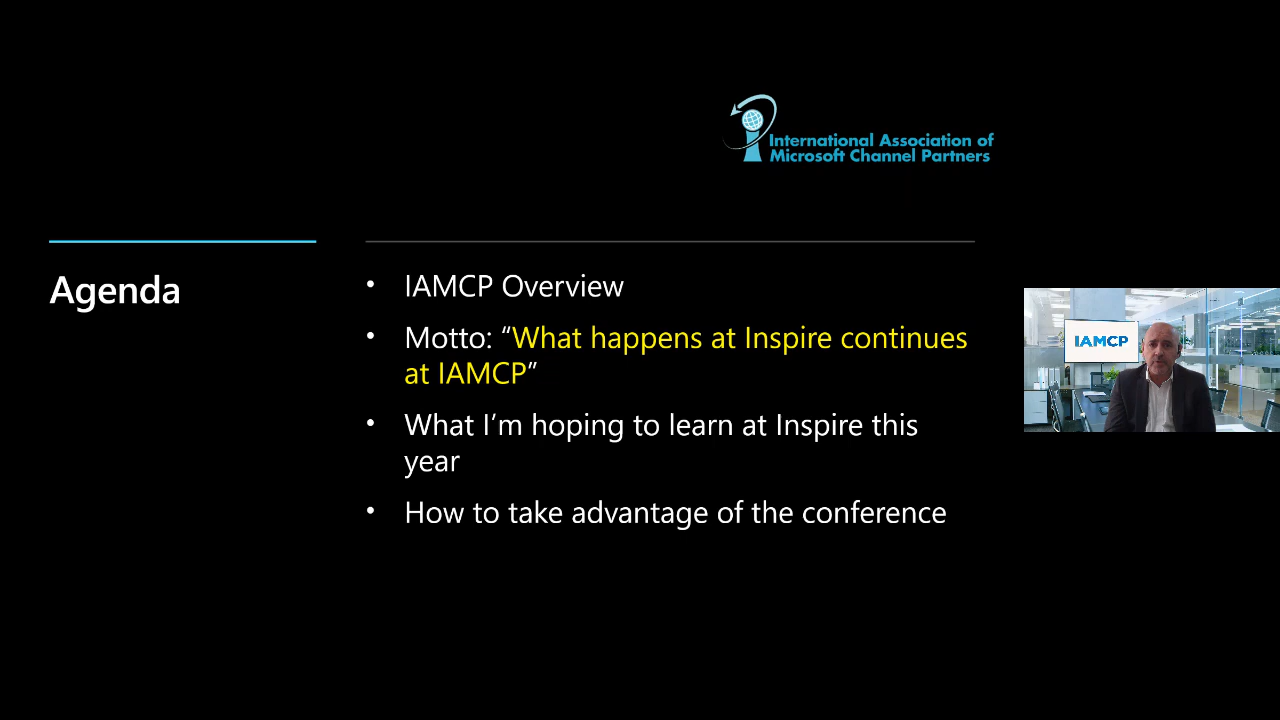 International Association of
Microsoft Channel Partners
Agenda
• IAMCP Overview
• Motto: “What happens at Inspire continues
at IAMCP”
• What I’m hoping to learn at Inspire this
year
• How to take advantage of the conference
IAMCP